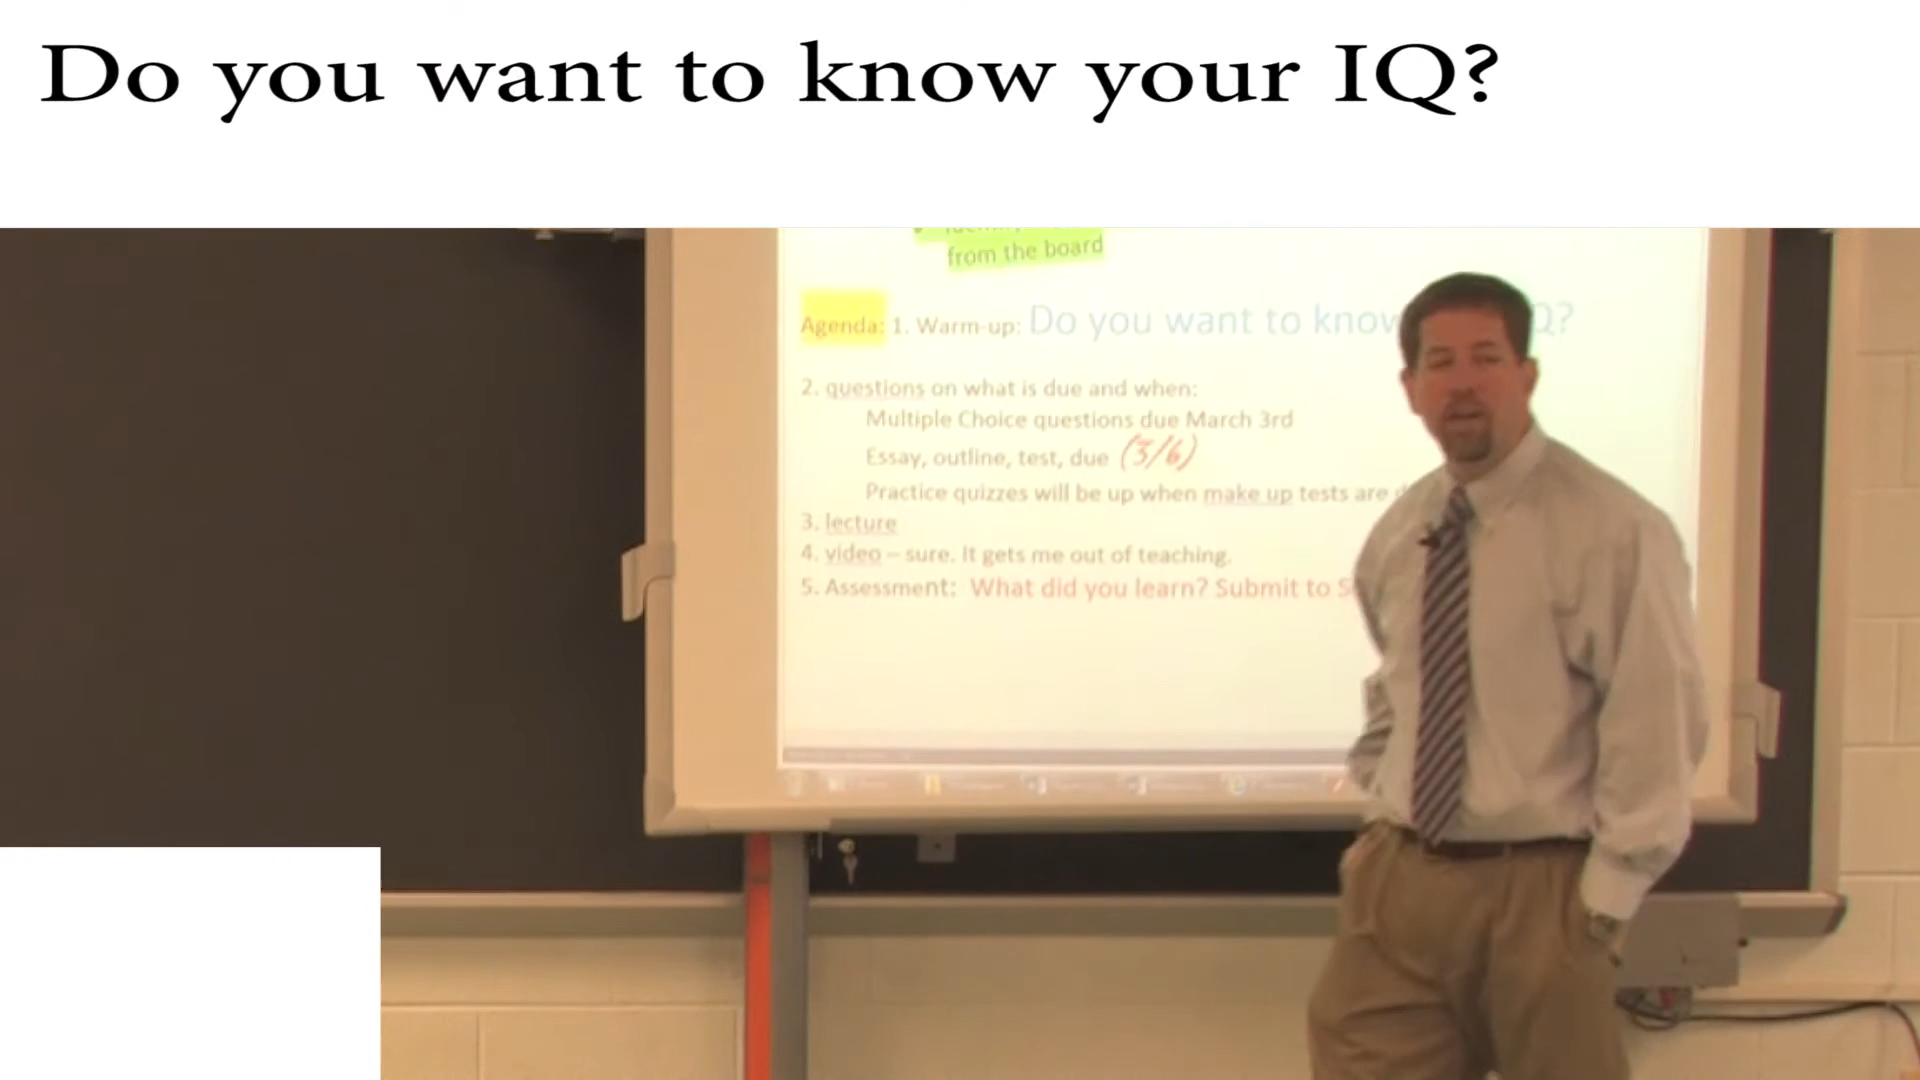 Do you want to know your IQ?
from the board
Agenda: 1. Warm-up: Do you want to know Q?
2. questions on what is due and when:
Multiple Choice questions due March 3rd
Essay, outline, test, due (3/6)
Practice quizzes will be up when make up tests are
3. lecture
4. video – sure. It gets me out of teaching.
5. Assessment: What did you learn? Submit to